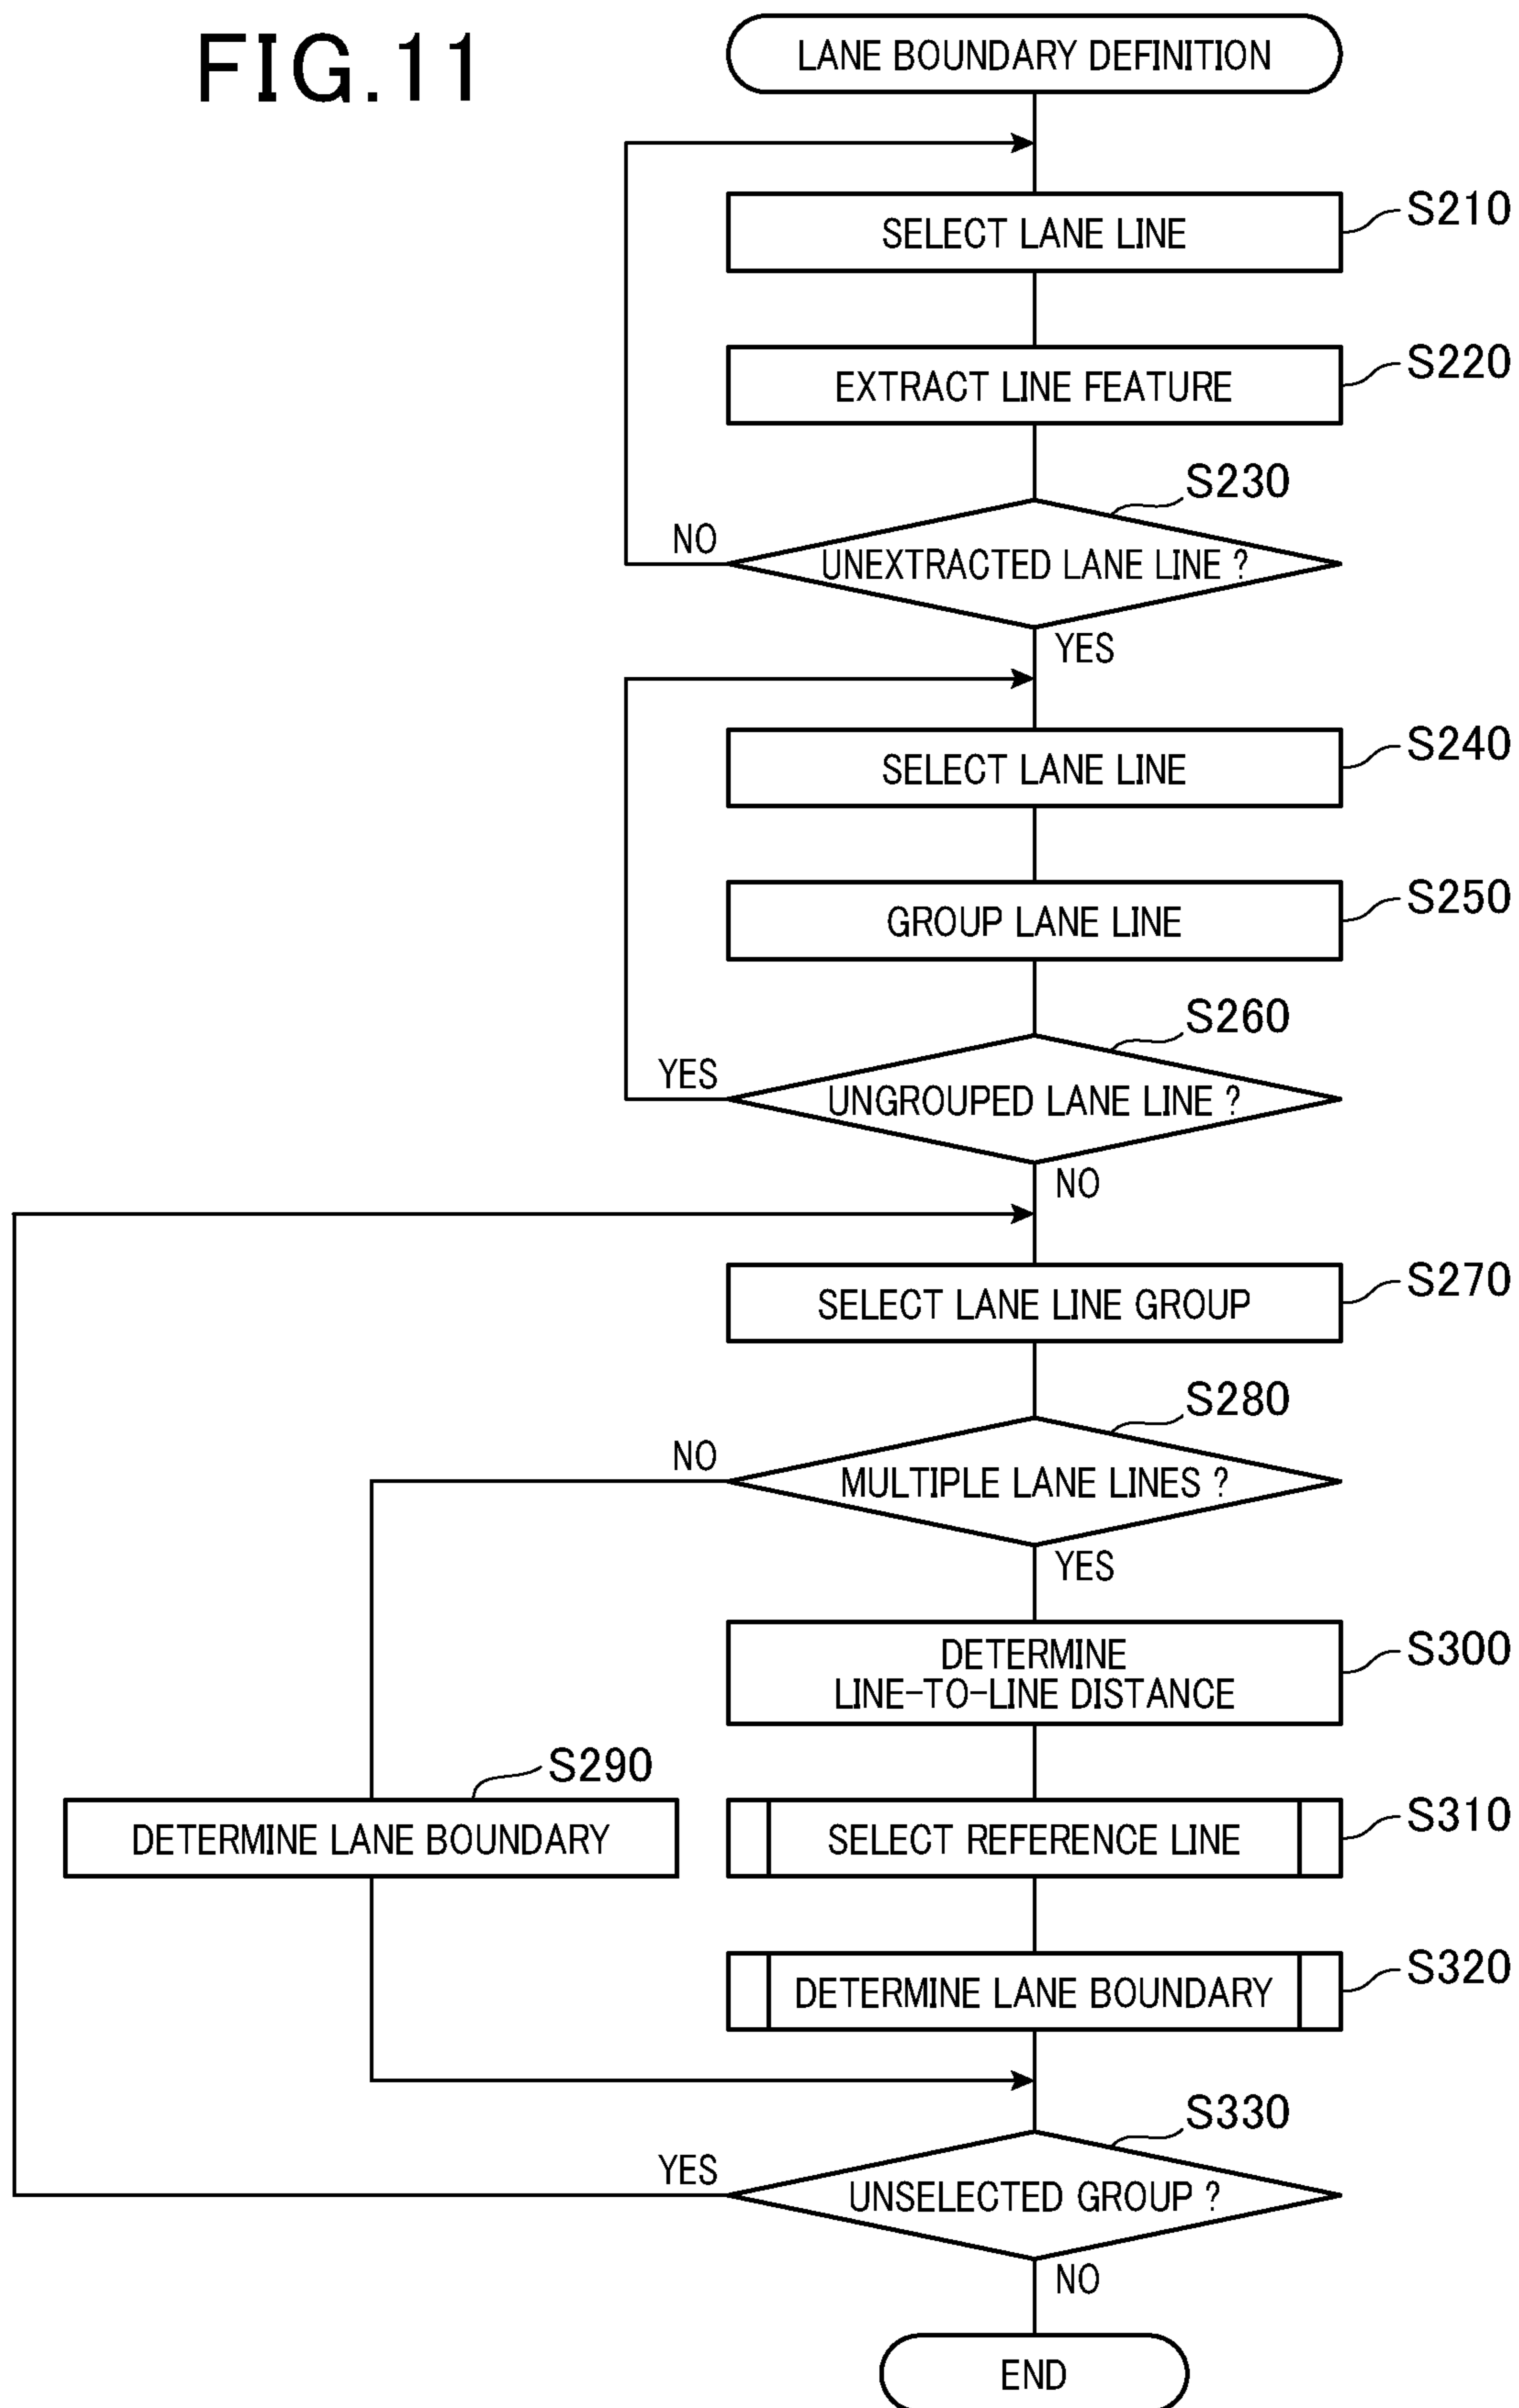 FIG.11
LANE BOUNDARY DEFINITION
SELECT LANE LINE
S210
EXTRACT LINE FEATURE
S220
S230
NO
UNEXTRACTED LANE LINE ?
YES
SELECT LANE LINE
S240
GROUP LANE LINE
S250
S260
YES
UNGROUPED LANE LINE ?
NO
SELECT LANE LINE GROUP
S270
S280
NO
MULTIPLE LANE LINES ?
YES
DETERMINE
LINE-TO-LINE DISTANCE
S300
S290
DETERMINE LANE BOUNDARY
SELECT REFERENCE LINE
S310
DETERMINE LANE BOUNDARY
S320
S330
YES
UNSELECTED GROUP ?
NO
END